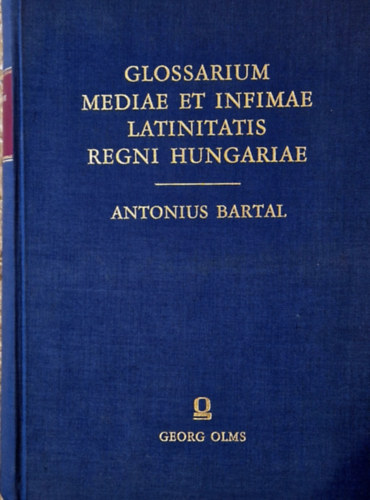 GLOSSARIUM
MEDIAE ET INFIMAE
LATINITATIS
REGNI HUNGARIAE
ANTONIUS BARTAL
GEORG OLMS